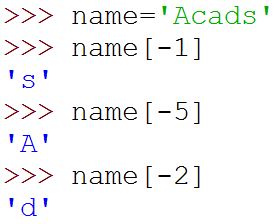 >>> name='Acads'
>>> name[-1]
's'
>>> name[-5]
'A'
>>> name[-2]
'd'